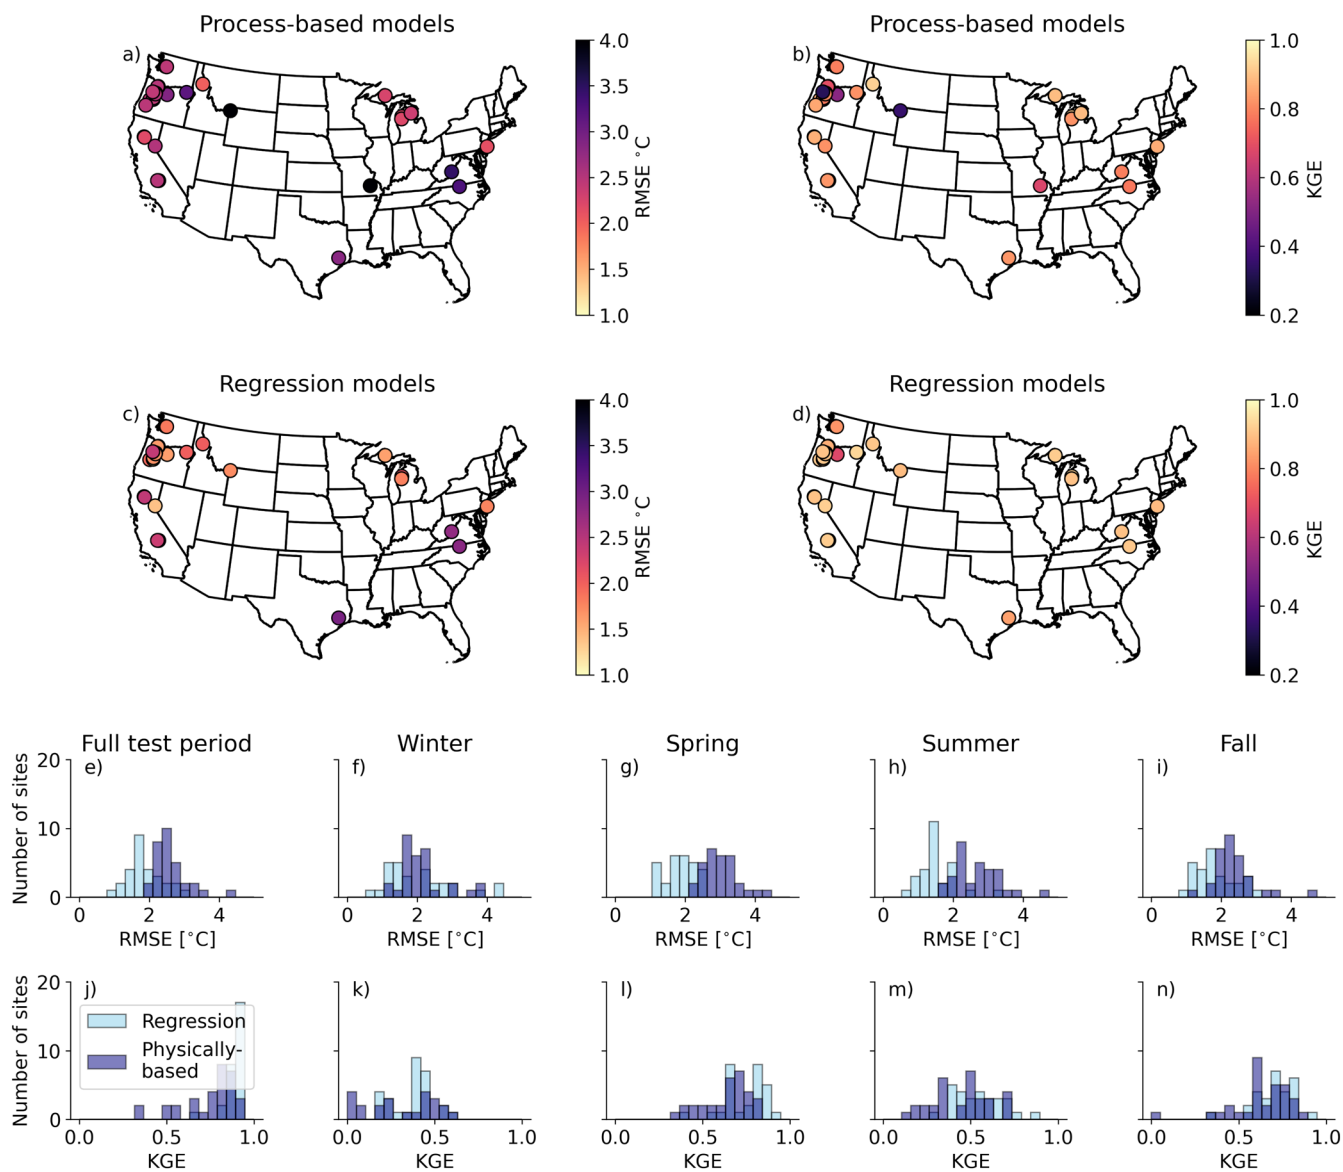 Process-based models
Process-based models
a)
4.0
3.5
3.0
2.5
2.0
1.5
1.0
RMSE °C
b)
1.0
0.8
0.6
0.4
0.2
KGE
Regression models
Regression models
c)
4.0
3.5
3.0
2.5
2.0
1.5
1.0
RMSE °C
d)
1.0
0.8
0.6
0.4
0.2
KGE
Full test period
Winter
Spring
Summer
Fall
e)
f)
g)
h)
i)
Number of sites
20
10
0
0 2 4
0 2 4
0 2 4
0 2 4
0 2 4
RMSE [°C]
RMSE [°C]
RMSE [°C]
RMSE [°C]
RMSE [°C]
j)
k)
l)
m)
n)
Number of sites
20
10
0
Regression
Physically-
based
0.0 0.5 1.0
0.0 0.5 1.0
0.0 0.5 1.0
0.0 0.5 1.0
0.0 0.5 1.0
KGE
KGE
KGE
KGE
KGE